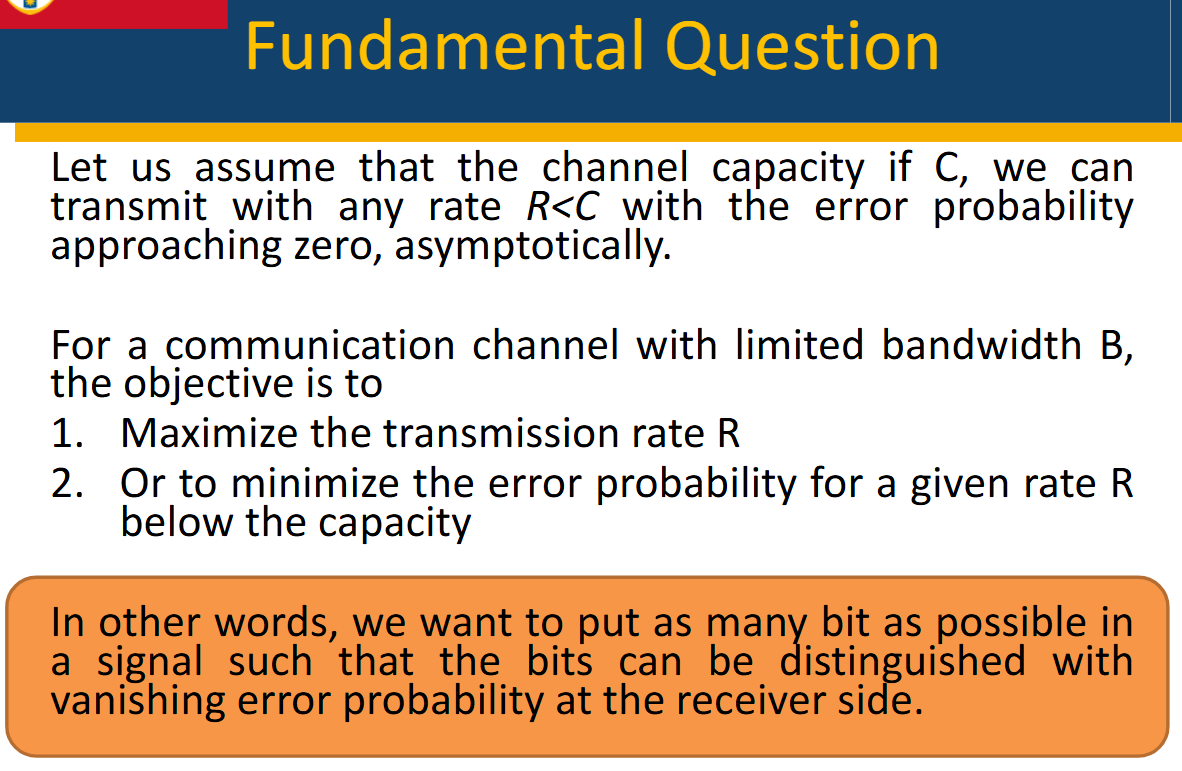 Fundamental Question
Let us assume that the channel capacity if C, we can
transmit with any rate R<C with the error probability
approaching zero, asymptotically.
For a communication channel with limited bandwidth B,
the objective is to
1. Maximize the transmission rate R
2. Or to minimize the error probability for a given rate R
below the capacity
In other words, we want to put as many bit as possible in
a signal such that the bits can be distinguished with
vanishing error probability at the receiver side.